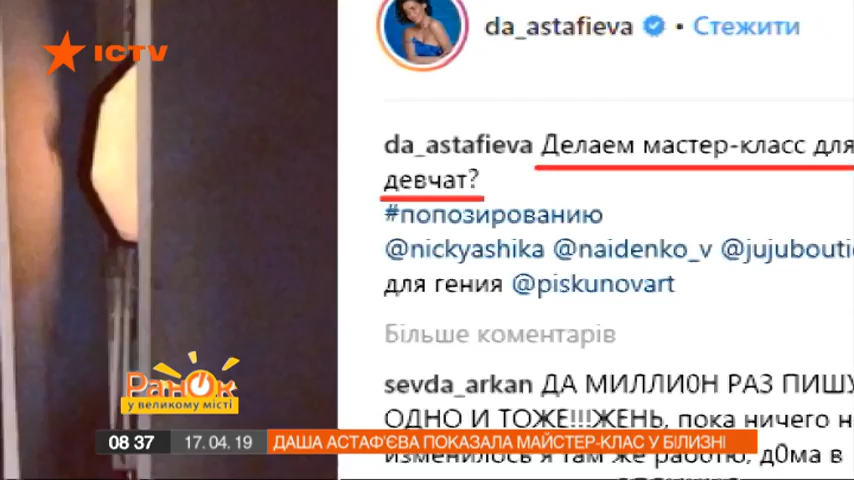 ICTV
da_astafieva • Стежити
da_astafieva Делаем мастер-класс для
девчат?
#попозированию
@nickyashika @naidenko_v @jujubouti
для гения @piskunovart
Більше коментарів
sevda_arkan ДА МИЛЛИ0Н РАЗ ПИШУ
ОДНО И ТОЖЕ!!!ЖЕНЬ, пока ничего н
изменилось я там же работю, д0ма в
Ранок
у великому місті
08 37 17. 04. 19 ДАША АСТАФ'ЄВА ПОКАЗАЛА МАЙСТЕР-КЛАС У БІЛИЗНІ